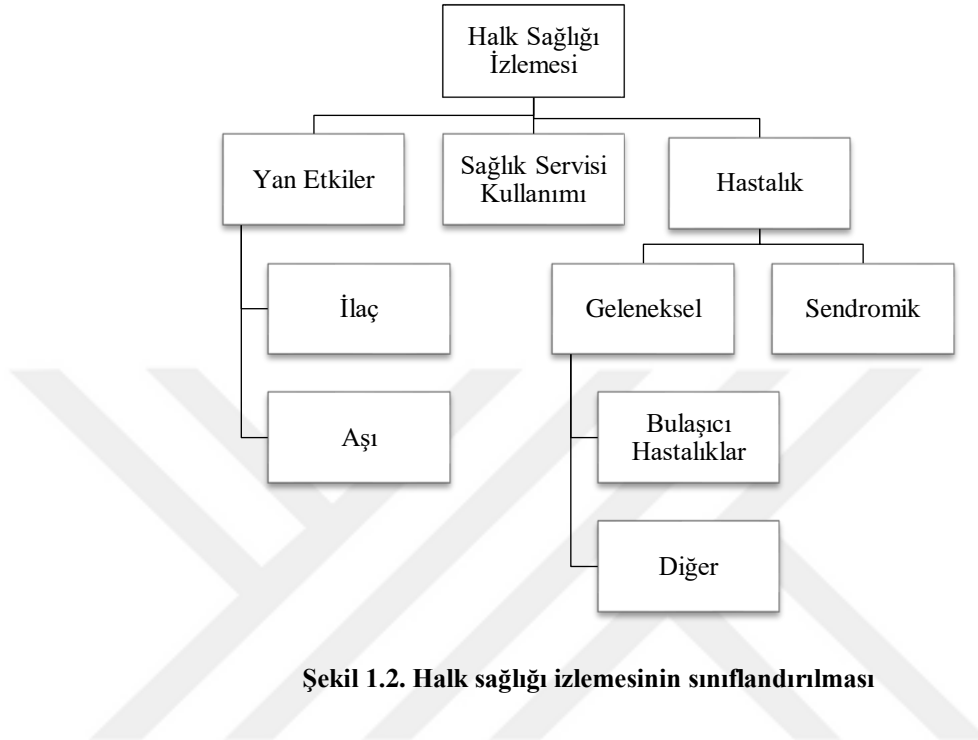 Halk Sağlığı
İzlemesi
Yan Etkiler
Sağlık Servisi
Kullanımı
Hastalık
İlaç
Geleneksel
Sendromik
Aşı
Bulaşıcı
Hastalıklar
Diğer
Şekil 1.2. Halk sağlığı izlemesinin sınıflandırılması